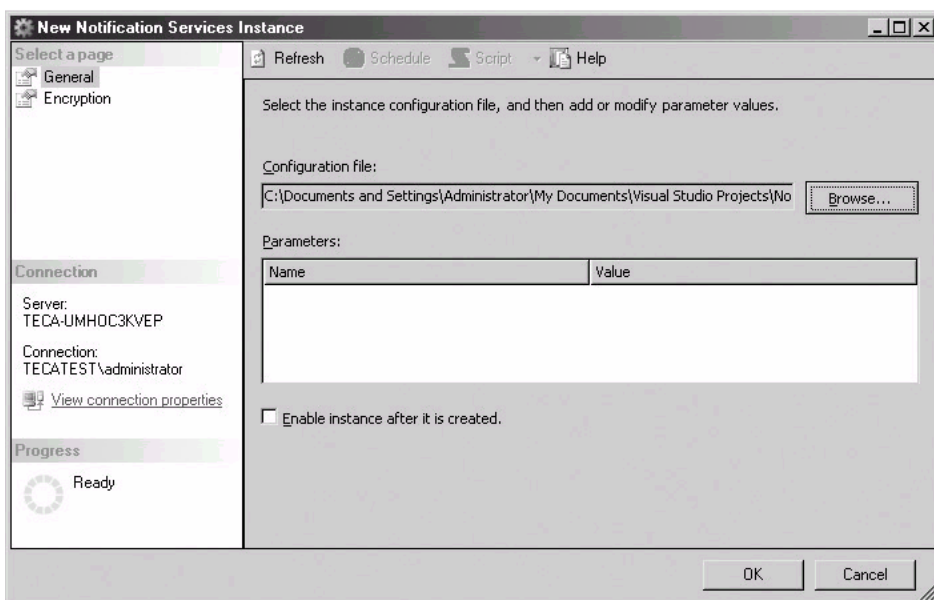 New Notification Services Instance
Select a page
General
Encryption
Refresh Schedule Script Help
Select the instance configuration file, and then add or modify parameter values.
Configuration file:
C:\Documents and Settings\Administrator\My Documents\Visual Studio Projects\No
Browse...
Parameters:
Name Value
Enable instance after it is created.
Connection
Server:
TECA-UMHOC3KVEP
Connection:
TECATEST\administrator
View connection properties
Progress
Ready
OK Cancel